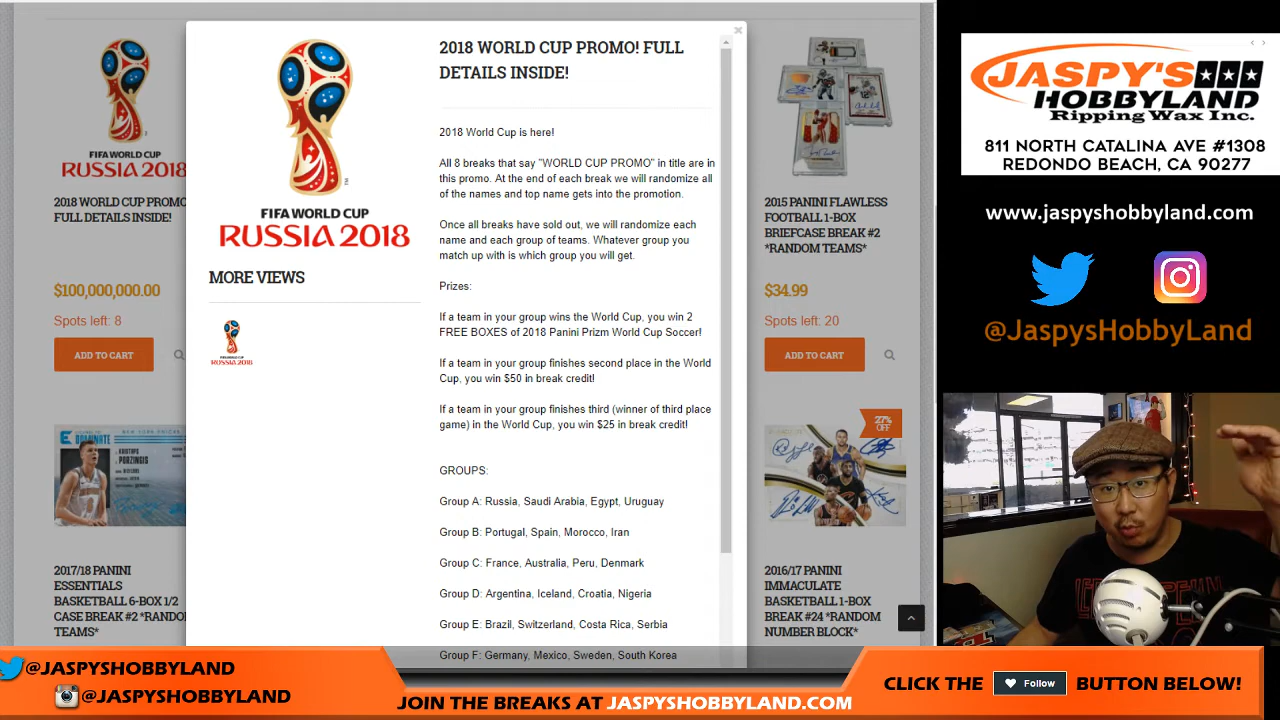 FIFA WORLD CUP
RUSSIA 2018
2018 WORLD CUP PROMO!
FULL DETAILS INSIDE!
$100,000,000.00
Spots left: 8
ADD TO CART
2017/18 PANINI
ESSENTIALS
BASKETBALL 6-BOX 1/2
CASE BREAK #2 *RANDOM
TEAMS*
FIFA WORLD CUP
RUSSIA 2018
MORE VIEWS
2018 WORLD CUP PROMO! FULL
DETAILS INSIDE!
2018 World Cup is here!
All 8 breaks that say "WORLD CUP PROMO" in title are in
this promo. At the end of each break we will randomize all
of the names and top name gets into the promotion.
Once all breaks have sold out, we will randomize each
name and each group of teams. Whatever group you
match up with is which group you will get.
Prizes:
If a team in your group wins the World Cup, you win 2
FREE BOXES of 2018 Panini Prizm World Cup Soccer!
If a team in your group finishes second place in the World
Cup, you win $50 in break credit!
If a team in your group finishes third (winner of third place
game) in the World Cup, you win $25 in break credit!
GROUPS:
Group A: Russia, Saudi Arabia, Egypt, Uruguay
Group B: Portugal, Spain, Morocco, Iran
Group C: France, Australia, Peru, Denmark
Group D: Argentina, Iceland, Croatia, Nigeria
Group E: Brazil, Switzerland, Costa Rica, Serbia
Group F: Germany, Mexico, Sweden, South Korea
2015 PANINI FLAWLESS
FOOTBALL 1-BOX
BRIEFCASE BREAK #2
*RANDOM TEAMS*
$34.99
Spots left: 20
ADD TO CART
27%
OFF
2016/17 PANINI
IMMACULATE
BASKETBALL 1-BOX
BREAK #24 *RANDOM
NUMBER BLOCK*
JASPY'S
HOBBYLAND
Ripping Wax Inc.
811 NORTH CATALINA AVE #1308
REDONDO BEACH, CA 90277
www.jaspyshobbyland.com
@JaspysHobbyLand
@JASPYSHOBBYLAND
@JASPYSHOBBYLAND
JOIN THE BREAKS AT JASPYSHOBBYLAND.COM
CLICK THE Follow BUTTON BELOW!